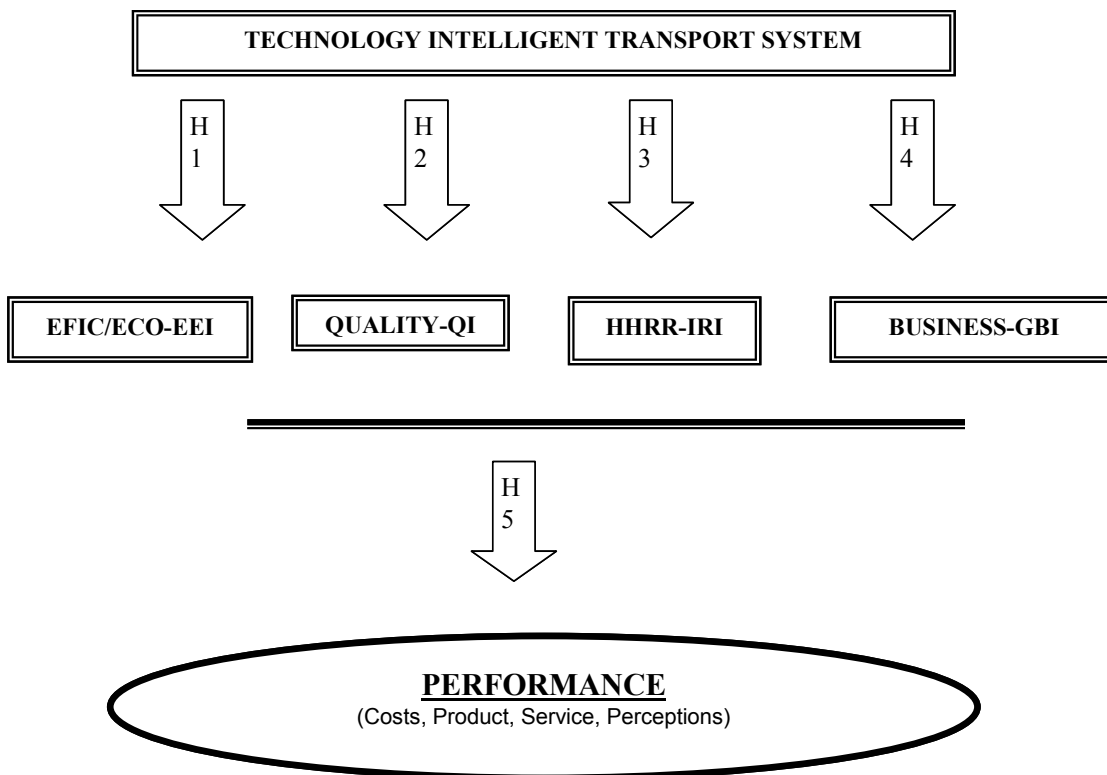 TECHNOLOGY INTELLIGENT TRANSPORT SYSTEM
H
1
H
2
H
3
H
4
EFIC/ECO-EEI
QUALITY-QI
HHRR-IRI
BUSINESS-GBI
H
5
PERFORMANCE
(Costs, Product, Service, Perceptions)